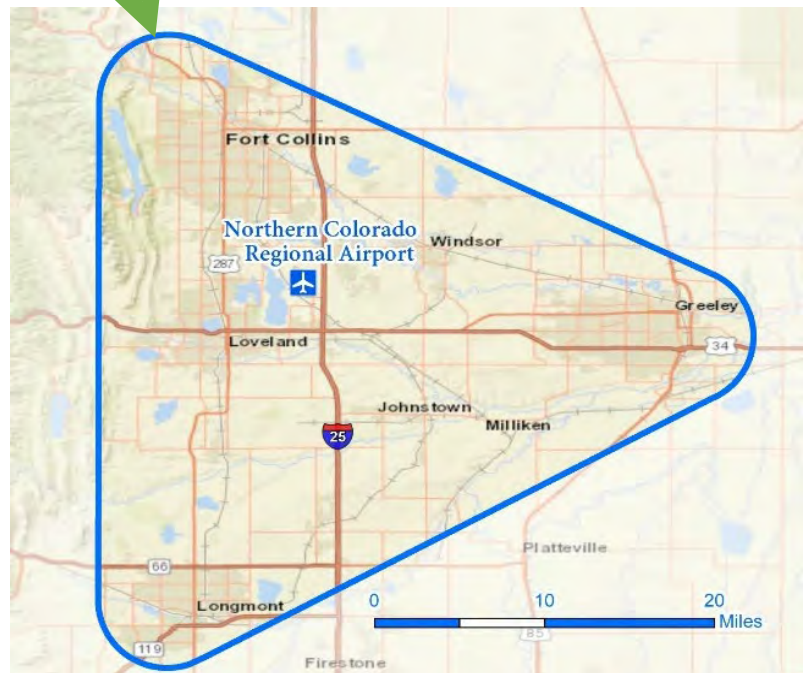 Fort Collins
Northern Colorado
Regional Airport
Windsor
287
Greeley
Loveland
34
Johnstown
Milliken
25
Platteville
66
0 10 20
Longmont
Miles
85
119
Firestone